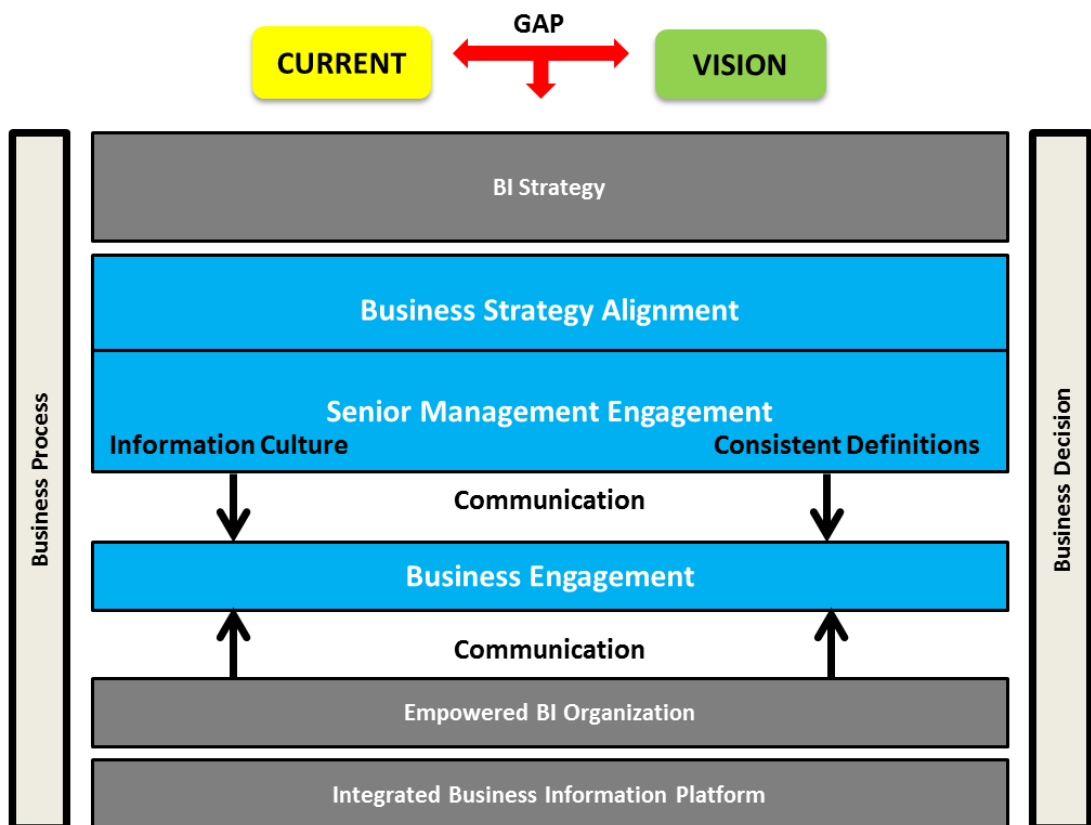 GAP
CURRENT
VISION
BI Strategy
Business Strategy Alignment
Senior Management Engagement
Information Culture
Consistent Definitions
Communication
Business Engagement
Communication
Empowered BI Organization
Integrated Business Information Platform
Business Process
Business Decision